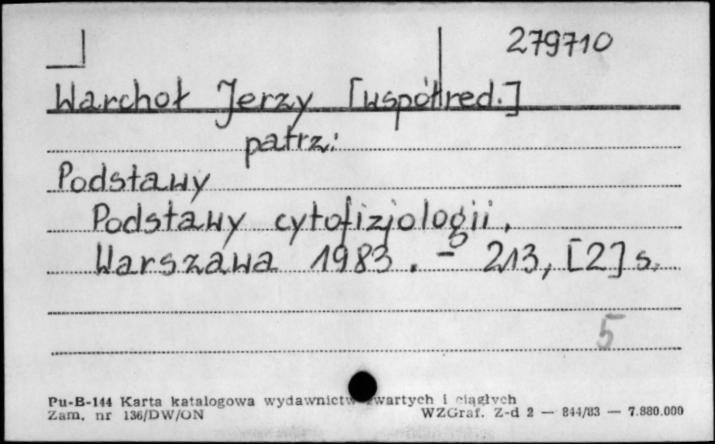 279710
Warchoł Jerzy [współred.]
patrz:
Podstawy
Podstawy cytofizjologii.
Warszawa 1983. - 213, [2] s.
5
Pu-B-144 Karta katalogowa wydawnictw zwartych i ciągłych
Zam. nr 136/DW/ON WZGraf. Z-d 2 — 844/83 — 7.880.000